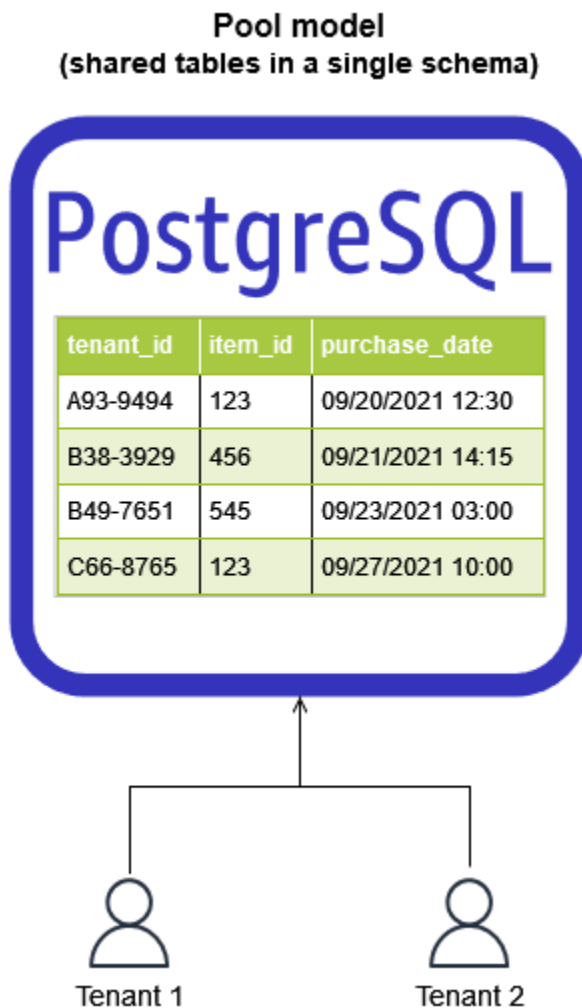 Pool model
(shared tables in a single schema)
PostgreSQL
tenant_id item_id purchase_date
A93-9494 123 09/20/2021 12:30
B38-3929 456 09/21/2021 14:15
B49-7651 545 09/23/2021 03:00
C66-8765 123 09/27/2021 10:00
Tenant 1 Tenant 2